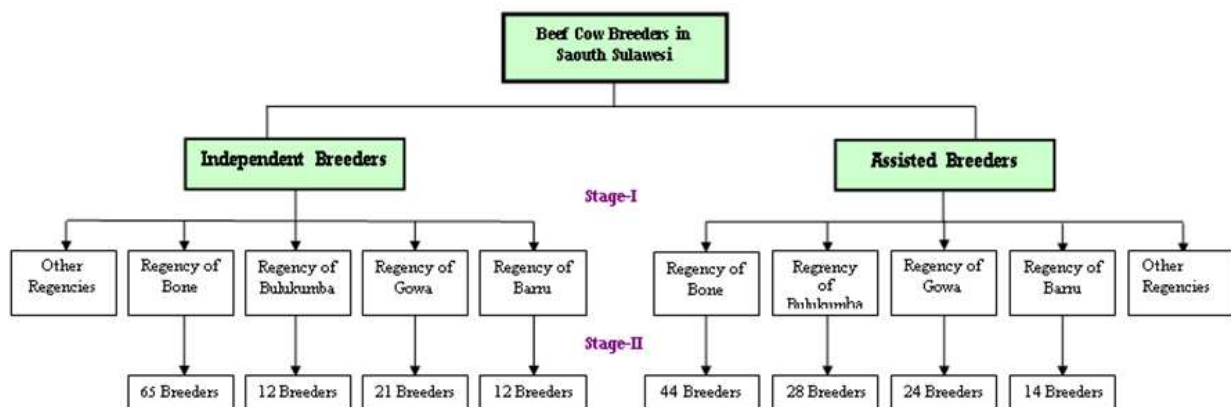 Beef Cow Breeders in
Saouth Sulawesi
Independent Breeders
Assisted Breeders
Stage-I
Other
Regencies
Regency of
Bone
Regency of
Bulukumba
Regency of
Gowa
Regency of
Barru
Regency of
Bone
Regrency
of
Bulukumba
Regency of
Gowa
Regency of
Barru
Other
Regencies
Stage-II
65 Breeders
12 Breeders
21 Breeders
12 Breeders
44 Breeders
28 Breeders
24 Breeders
14 Breeders